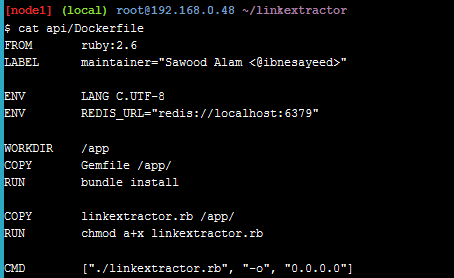 [node1] (local) root@192.168.0.48 ~/linkextractor
$ cat api/Dockerfile
FROM       ruby:2.6
LABEL      maintainer="Sawood Alam <@ibnesayeed>"
ENV        LANG C.UTF-8
ENV        REDIS_URL="redis://localhost:6379"
WORKDIR    /app
COPY       Gemfile /app/
RUN        bundle install
COPY       linkextractor.rb /app/
RUN        chmod a+x linkextractor.rb
CMD        ["./linkextractor.rb", "-o", "0.0.0.0"]